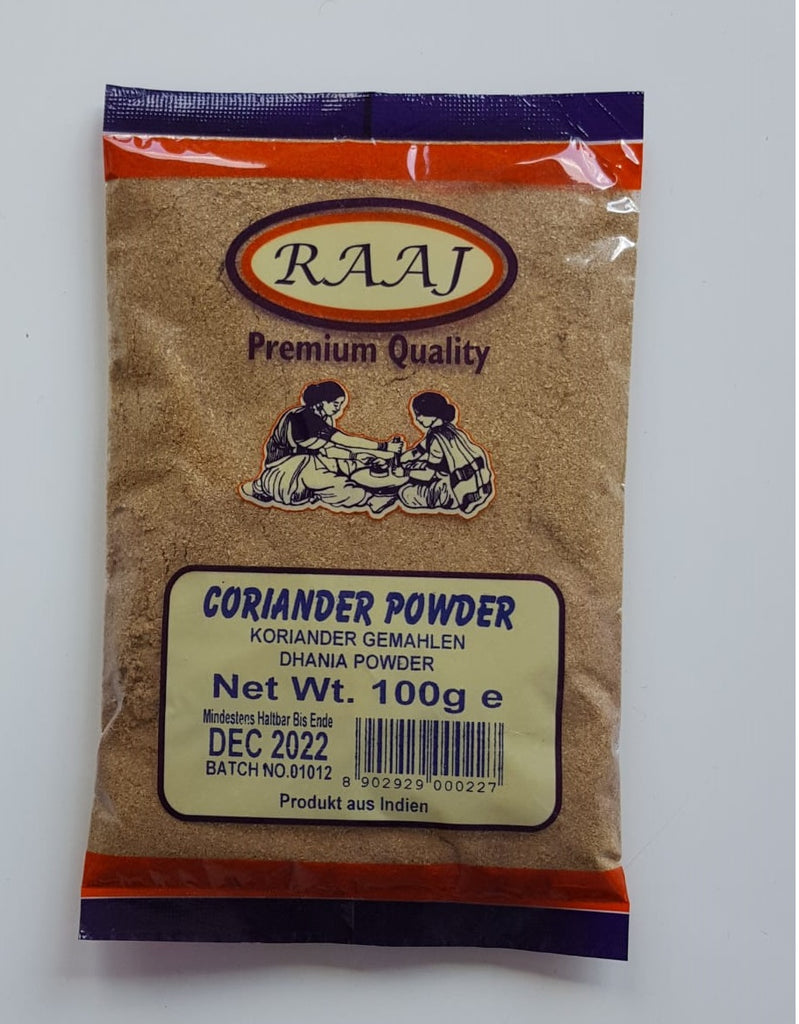 RAAJ
Premium Quality
CORIANDER POWDER
KORIANDER GEMAHLEN
DHANIA POWDER
Net Wt. 100g e
Mindestens Haltbar Bis Ende
DEC 2022
BATCH NO.01012
8 902929 000227
Produkt aus Indien